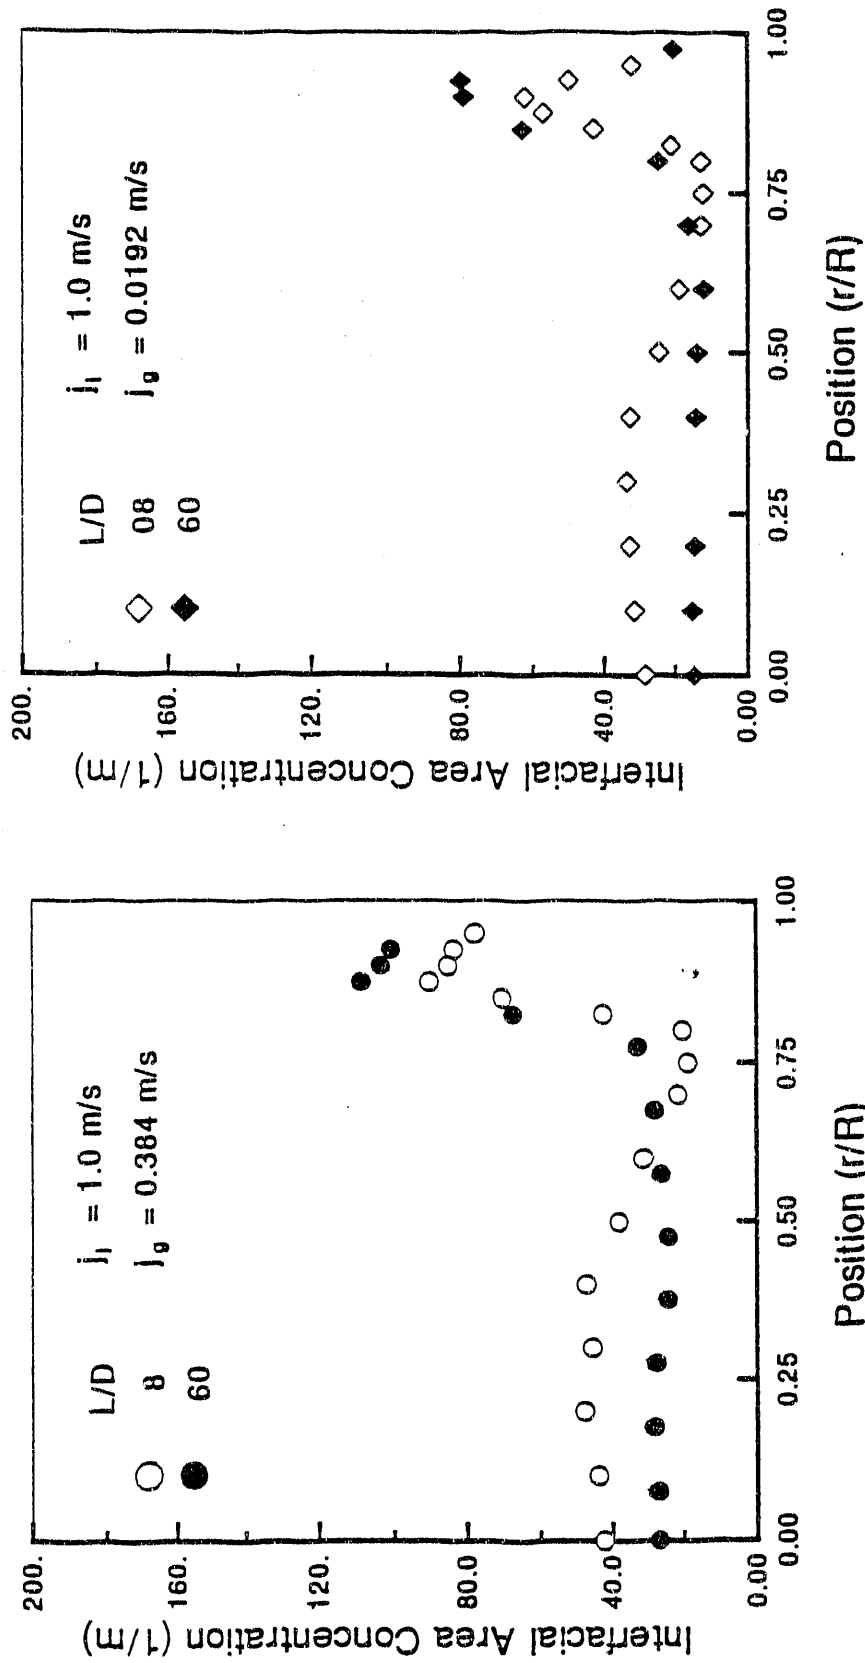 Interfacial Area Concentration (1/m)
200.
160.
120.
80.0
40.0
0.00
L/D
8
60
j_l = 1.0 m/s
j_g = 0.384 m/s
0.00
0.25
0.50
0.75
1.00
Position (r/R)
Interfacial Area Concentration (1/m)
200.
160.
120.
80.0
40.0
0.00
L/D
08
60
j_l = 1.0 m/s
j_g = 0.0192 m/s
0.00
0.25
0.50
0.75
1.00
Position (r/R)